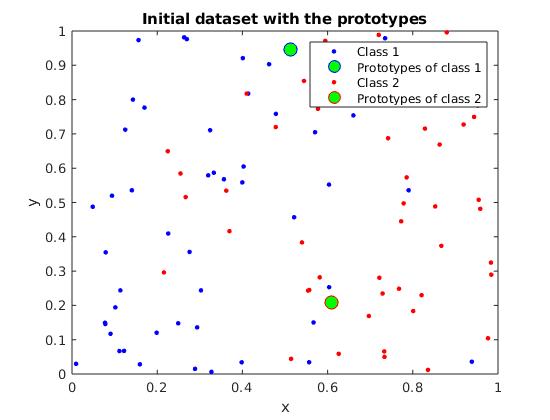 Initial dataset with the prototypes
Class 1
Prototypes of class 1
Class 2
Prototypes of class 2
1
0.9
0.8
0.7
0.6
0.5
0.4
0.3
0.2
0.1
0
y
0 0.2 0.4 0.6 0.8 1
x